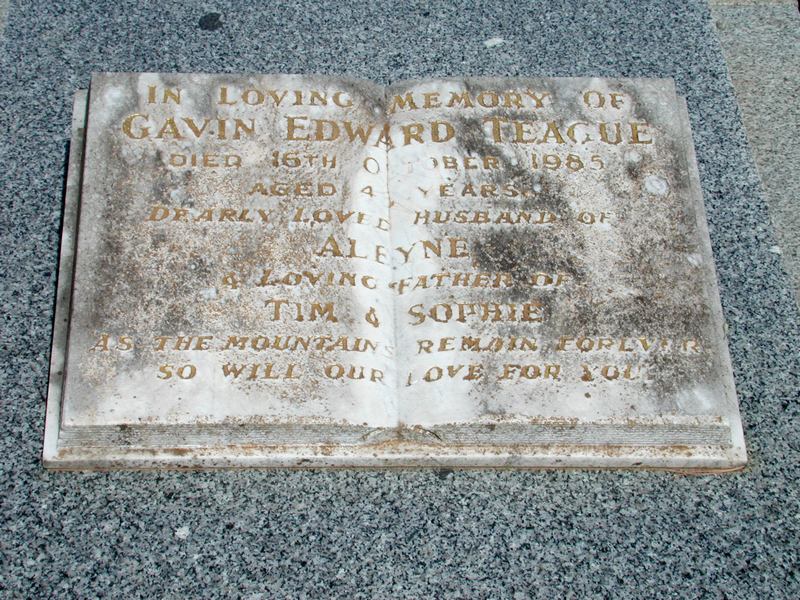 IN LOVING MEMORY OF
GAVIN EDWARD TEAGUE
DIED 16TH OCTOBER 1985
AGED YEARS
DEARLY LOVED HUSBAND OF
ALEYNE
& LOVING FATHER OF
TIM & SOPHIE
AS THE MOUNTAINS REMAIN FOREVER
SO WILL OUR LOVE FOR YOU